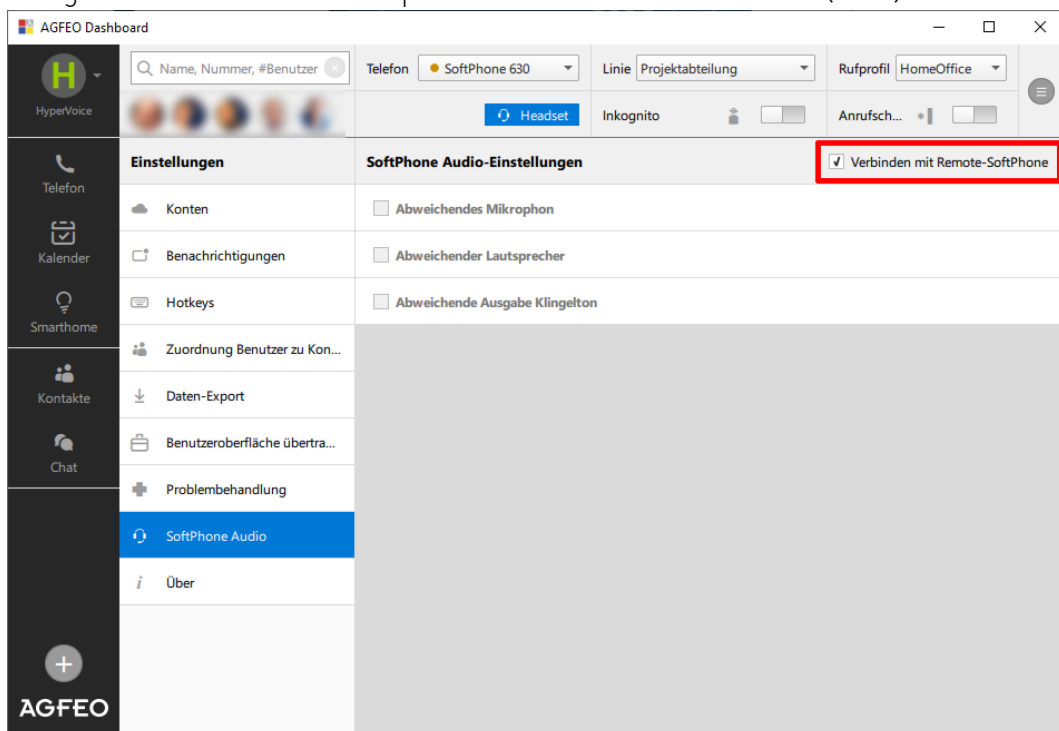 AGFEO Dashboard
H
HyperVoice
Name, Nummer, #Benutzer
Telefon SoftPhone 630
Linie Projektabteilung
Rufprofil HomeOffice
Headset
Inkognito
Anrufsch...
Telefon
Kalender
Smarthome
Kontakte
Chat
AGFEO
Einstellungen
Konten
Benachrichtigungen
Hotkeys
Zuordnung Benutzer zu Kon...
Daten-Export
Benutzeroberfläche übertra...
Problembehandlung
SoftPhone Audio
Über
SoftPhone Audio-Einstellungen
Verbinden mit Remote-SoftPhone
Abweichendes Mikrophon
Abweichender Lautsprecher
Abweichende Ausgabe Klingelton